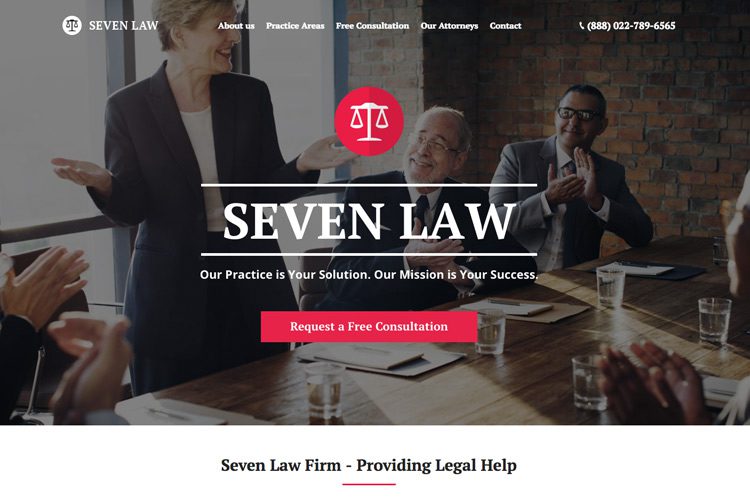 SEVEN LAW
About us
Practice Areas
Free Consultation
Our Attorneys
Contact
(888) 022-789-6565
SEVEN LAW
Our Practice is Your Solution. Our Mission is Your Success.
Request a Free Consultation
Seven Law Firm - Providing Legal Help